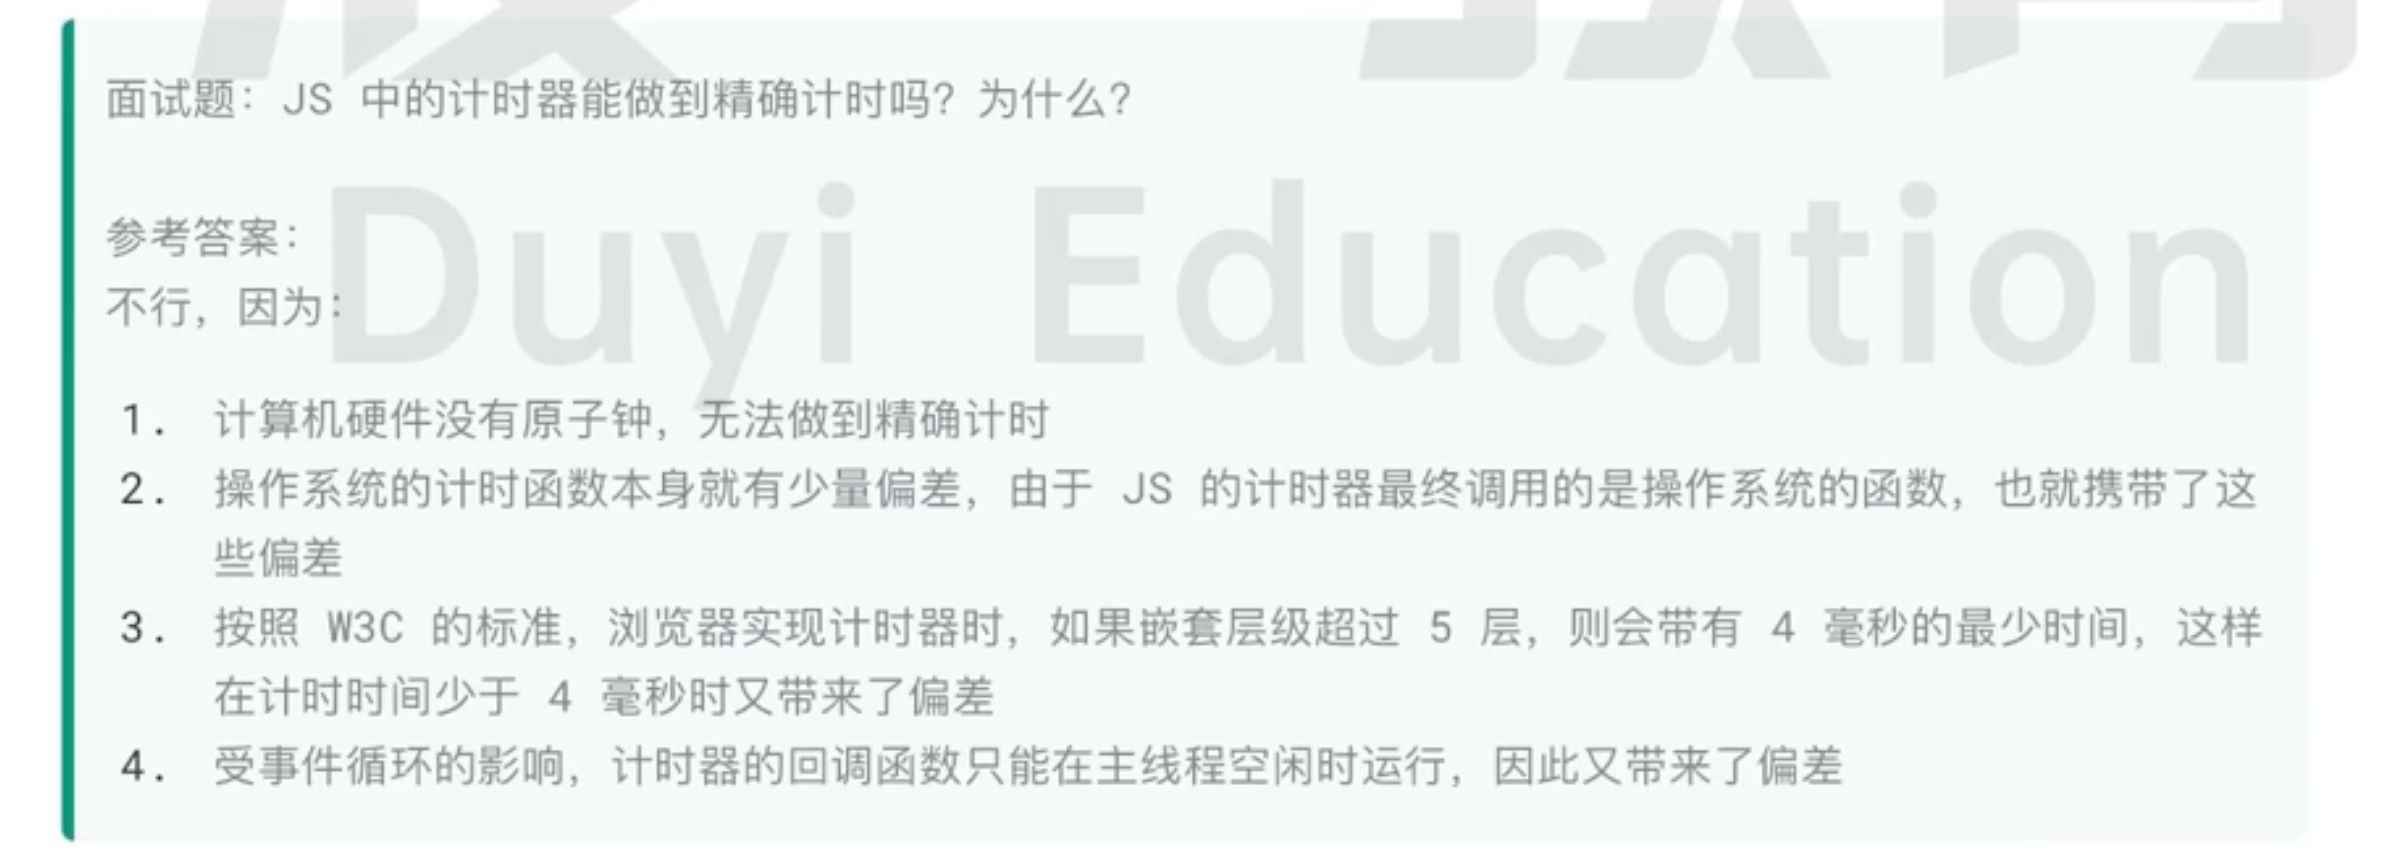 面试题：JS 中的计时器能做到精确计时吗？为什么？
Duyi Education
参考答案：
不行，因为：
1. 计算机硬件没有原子钟，无法做到精确计时
2. 操作系统的计时函数本身就有少量偏差，由于 JS 的计时器最终调用的是操作系统的函数，也就携带了这
些偏差
3. 按照 W3C 的标准，浏览器实现计时器时，如果嵌套层级超过 5 层，则会带有 4 毫秒的最少时间，这样
在计时时间少于 4 毫秒时又带来了偏差
4. 受事件循环的影响，计时器的回调函数只能在主线程空闲时运行，因此又带来了偏差